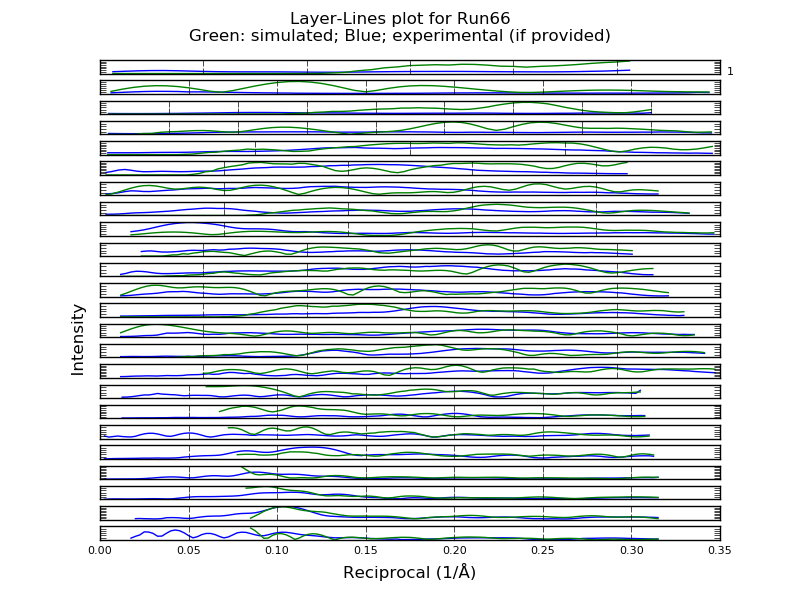 Layer-Lines plot for Run66
Green: simulated; Blue; experimental (if provided)
1
Intensity
0.00 0.05 0.10 0.15 0.20 0.25 0.30 0.35
Reciprocal (1/Å)